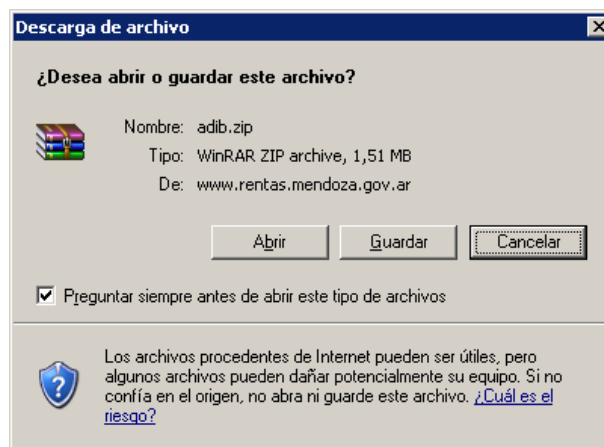 Descarga de archivo
¿Desea abrir o guardar este archivo?
Nombre: adib.zip
Tipo: WinRAR ZIP archive, 1,51 MB
De: www.rentas.mendoza.gov.ar
Abrir Guardar Cancelar
Preguntar siempre antes de abrir este tipo de archivos
Los archivos procedentes de Internet pueden ser útiles, pero
algunos archivos pueden dañar potencialmente su equipo. Si no
confía en el origen, no abra ni guarde este archivo. ¿Cuál es el
riesgo?